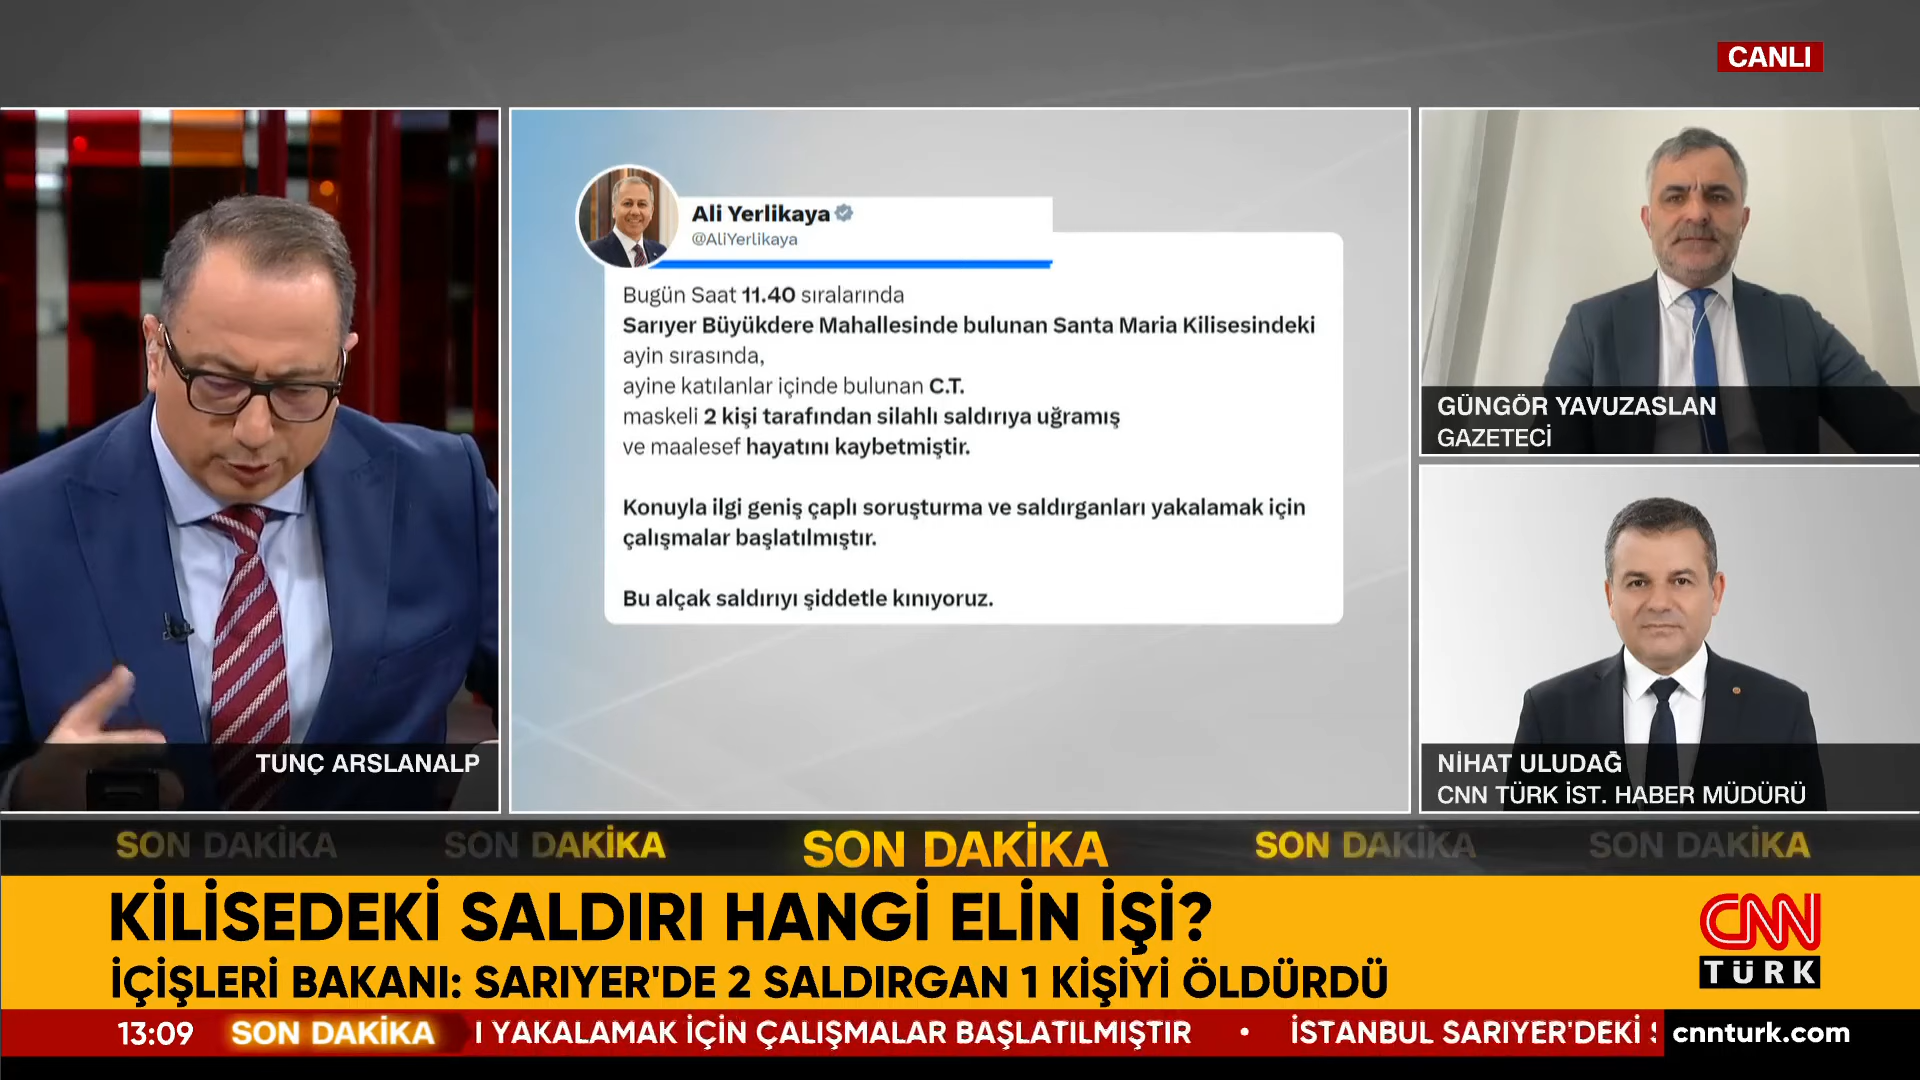 CANLI
Ali Yerlikaya
@AliYerlikaya
Bugün Saat 11.40 sıralarında
Sarıyer Büyükdere Mahallesinde bulunan Santa Maria Kilisesindeki
ayin sırasında,
ayine katılanlar içinde bulunan C.T.
maskeli 2 kişi tarafından silahlı saldırıya uğramış
ve maalesef hayatını kaybetmiştir.
Konuyla ilgi geniş çaplı soruşturma ve saldırganları yakalamak için
çalışmalar başlatılmıştır.
Bu alçak saldırıyı şiddetle kınıyoruz.
GÜNGÖR YAVUZASLAN
GAZETECİ
TUNÇ ARSLANALP
NİHAT ULUDAĞ
CNN TÜRK İST. HABER MÜDÜRÜ
SON DAKİKA SON DAKİKA SON DAKİKA SON DAKİKA SON DAKİKA
KİLİSEDEKİ SALDIRI HANGİ ELİN İŞİ?
İÇİŞLERİ BAKANI: SARIYER'DE 2 SALDIRGAN 1 KİŞİYİ ÖLDÜRDÜ
CNN
TÜRK
13:09 SON DAKİKA I YAKALAMAK İÇİN ÇALIŞMALAR BAŞLATILMIŞTIR • İSTANBUL SARIYER'DEKİ cnnturk.com